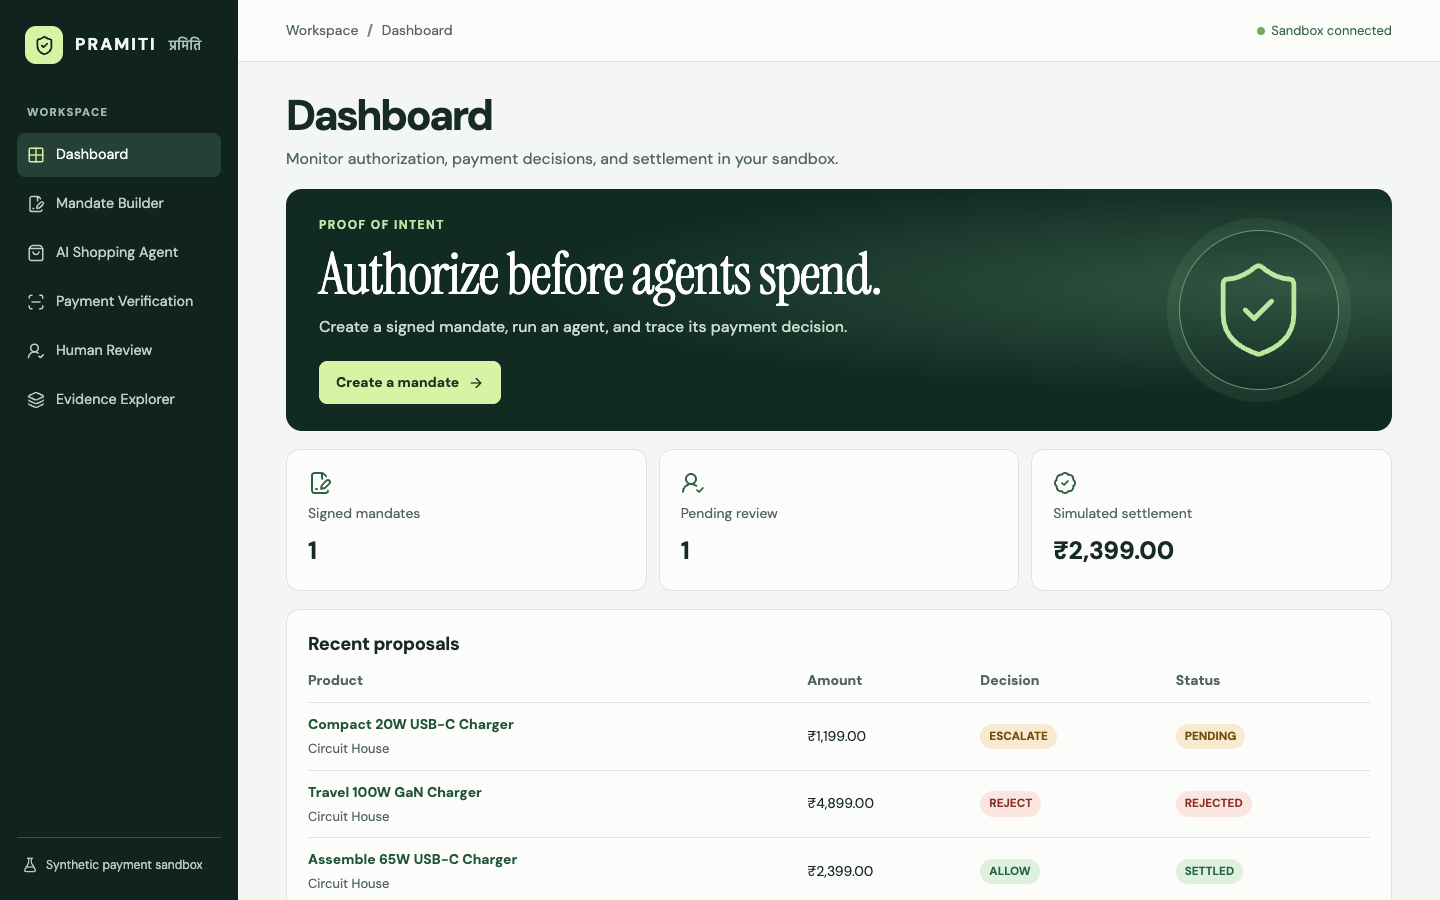 PRAMITI प्रमिति
WORKSPACE
Dashboard
Mandate Builder
AI Shopping Agent
Payment Verification
Human Review
Evidence Explorer
Synthetic payment sandbox
Workspace / Dashboard
Sandbox connected
Dashboard
Monitor authorization, payment decisions, and settlement in your sandbox.
PROOF OF INTENT
Authorize before agents spend.
Create a signed mandate, run an agent, and trace its payment decision.
Create a mandate →
Signed mandates
1
Pending review
1
Simulated settlement
₹2,399.00
Recent proposals
Product Amount Decision Status
Compact 20W USB-C Charger
Circuit House
₹1,199.00 ESCALATE PENDING
Travel 100W GaN Charger
Circuit House
₹4,899.00 REJECT REJECTED
Assemble 65W USB-C Charger
Circuit House
₹2,399.00 ALLOW SETTLED